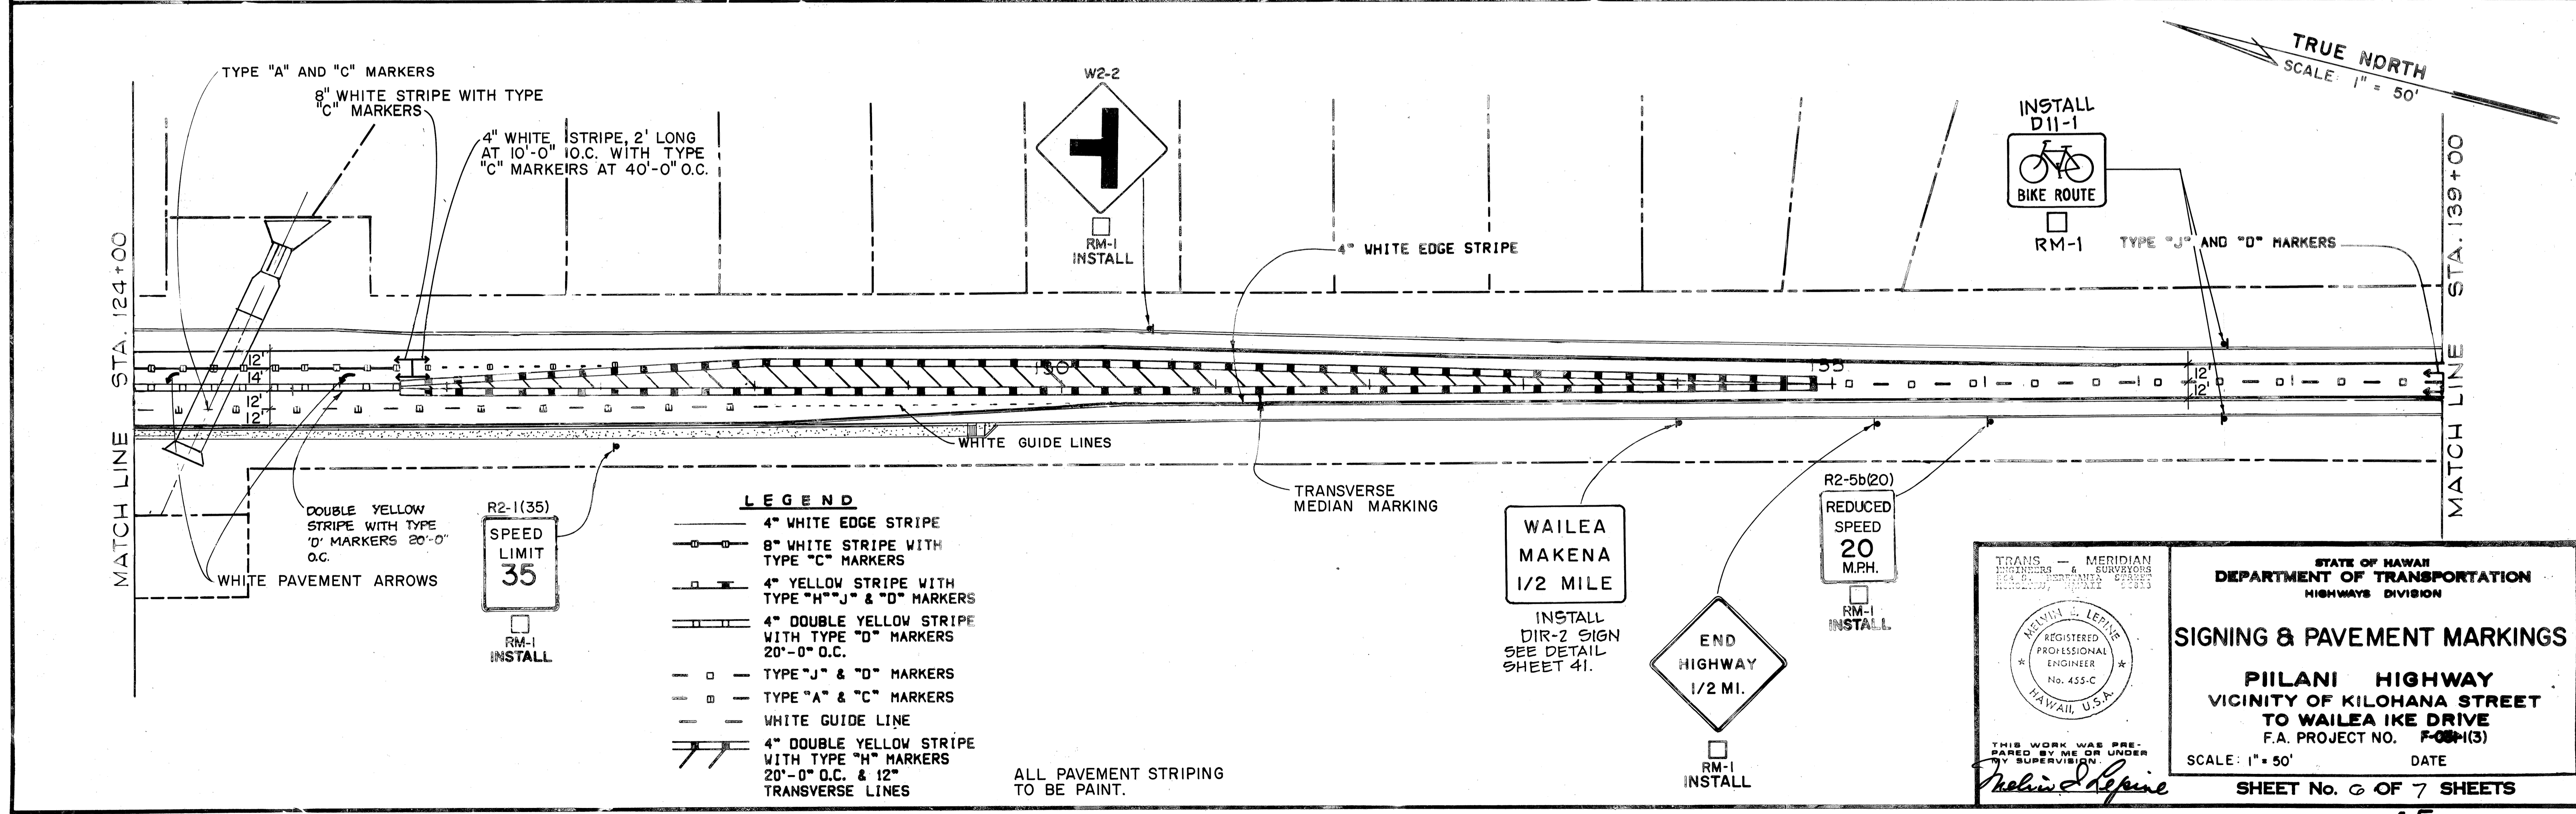 TYPE "A" AND "C" MARKERS
8" WHITE STRIPE WITH TYPE
"C" MARKERS
4" WHITE STRIPE, 2' LONG
AT 10'-0" O.C. WITH TYPE
"C" MARKERS AT 40'-0" O.C.
W2-2
RM-1
INSTALL
4" WHITE EDGE STRIPE
TRUE NORTH
SCALE: 1" = 50'
INSTALL
D11-1
BIKE ROUTE
RM-1
TYPE "J" AND "D" MARKERS
MATCH LINE STA. 124+00
MATCH LINE STA. 139+00
12'
14'
12'
12'
130
135
12'
12'
WHITE GUIDE LINES
TRANSVERSE
MEDIAN MARKING
DOUBLE YELLOW
STRIPE WITH TYPE
'D' MARKERS 20'-0"
O.C.
WHITE PAVEMENT ARROWS
R2-1(35)
SPEED
LIMIT
35
RM-1
INSTALL
LEGEND
4" WHITE EDGE STRIPE
8" WHITE STRIPE WITH
TYPE "C" MARKERS
4" YELLOW STRIPE WITH
TYPE "H" "J" & "D" MARKERS
4" DOUBLE YELLOW STRIPE
WITH TYPE "D" MARKERS
20'-0" O.C.
TYPE "J" & "D" MARKERS
TYPE "A" & "C" MARKERS
WHITE GUIDE LINE
4" DOUBLE YELLOW STRIPE
WITH TYPE "H" MARKERS
20'-0" O.C. & 12"
TRANSVERSE LINES
ALL PAVEMENT STRIPING
TO BE PAINT.
WAILEA
MAKENA
1/2 MILE
INSTALL
DIR-2 SIGN
SEE DETAIL
SHEET 41.
END
HIGHWAY
1/2 MI.
RM-1
INSTALL
R2-5b(20)
REDUCED
SPEED
20
M.P.H.
RM-1
INSTALL
TRANS — MERIDIAN
ENGINEERS & SURVEYORS
MELVIN E. LEPINE
REGISTERED
PROFESSIONAL
ENGINEER
No. 455-C
HAWAII, U.S.A.
THIS WORK WAS PRE-
PARED BY ME OR UNDER
MY SUPERVISION.
Melvin E Lepine
STATE OF HAWAII
DEPARTMENT OF TRANSPORTATION
HIGHWAYS DIVISION
SIGNING & PAVEMENT MARKINGS
PIILANI HIGHWAY
VICINITY OF KILOHANA STREET
TO WAILEA IKE DRIVE
F.A. PROJECT NO.
SCALE: 1" = 50' DATE
SHEET No. 6 OF 7 SHEETS